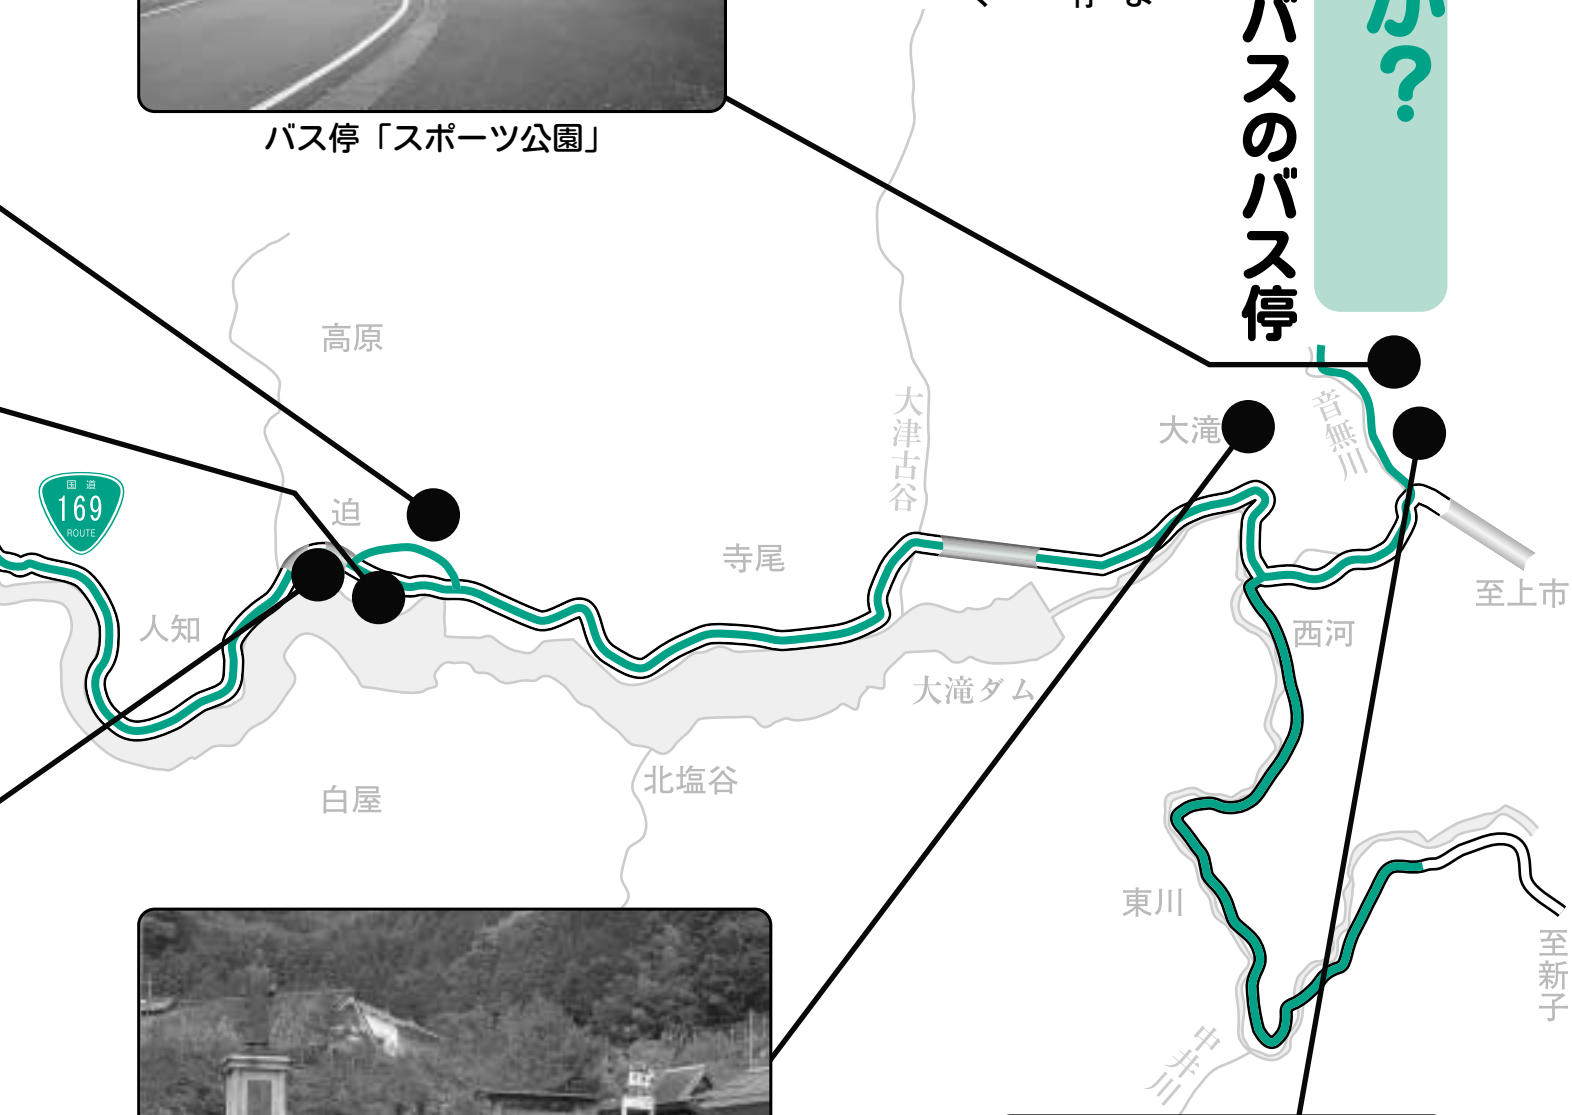 か？
バスのバス停
バス停「スポーツ公園」
高原
大津古谷
大滝
音無川
国道
169
ROUTE
迫
寺尾
至上市
人知
西河
大滝ダム
北塩谷
白屋
東川
至新子
中井川